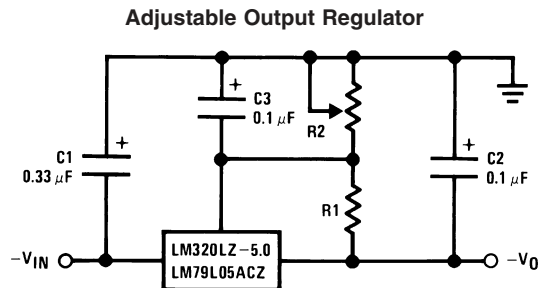 Adjustable Output Regulator
+
C3
0.1 µF
R2
+
C1
0.33 µF
+
C2
0.1 µF
R1
LM320LZ–5.0
LM79L05ACZ
–VIN
–VO